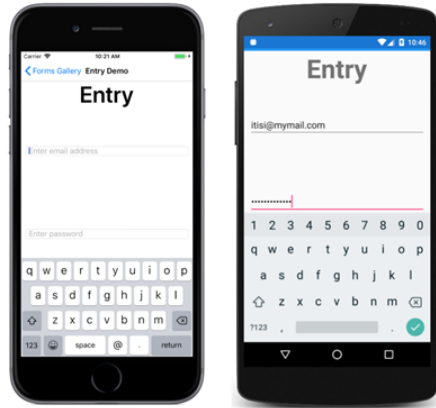 Carrier 10:21 AM
Forms Gallery Entry Demo
Entry
Enter email address
Enter password
q w e r t y u i o p
a s d f g h j k l
z x c v b n m
123 space @ . return
10:46
Entry
itisi@mymail.com
•••••••••••••
1 2 3 4 5 6 7 8 9 0
q w e r t y u i o p
a s d f g h j k l
z x c v b n m
?123 , .